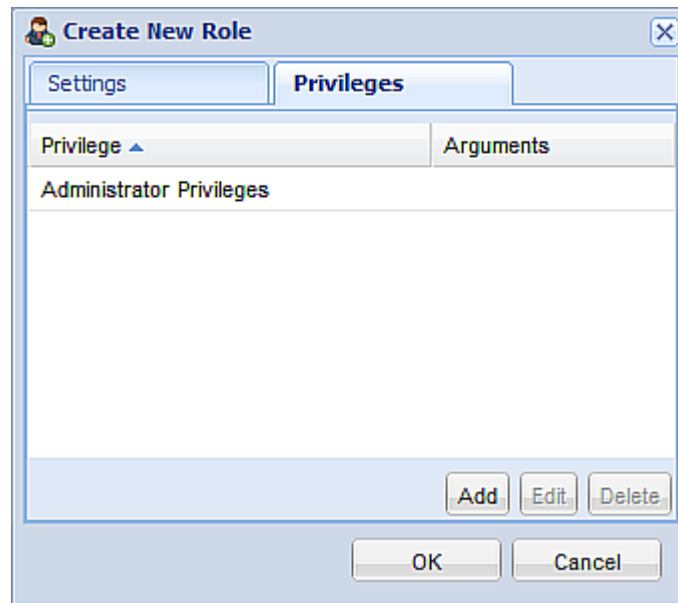 Create New Role
Settings Privileges
Privilege Arguments
Administrator Privileges
Add Edit Delete
OK Cancel